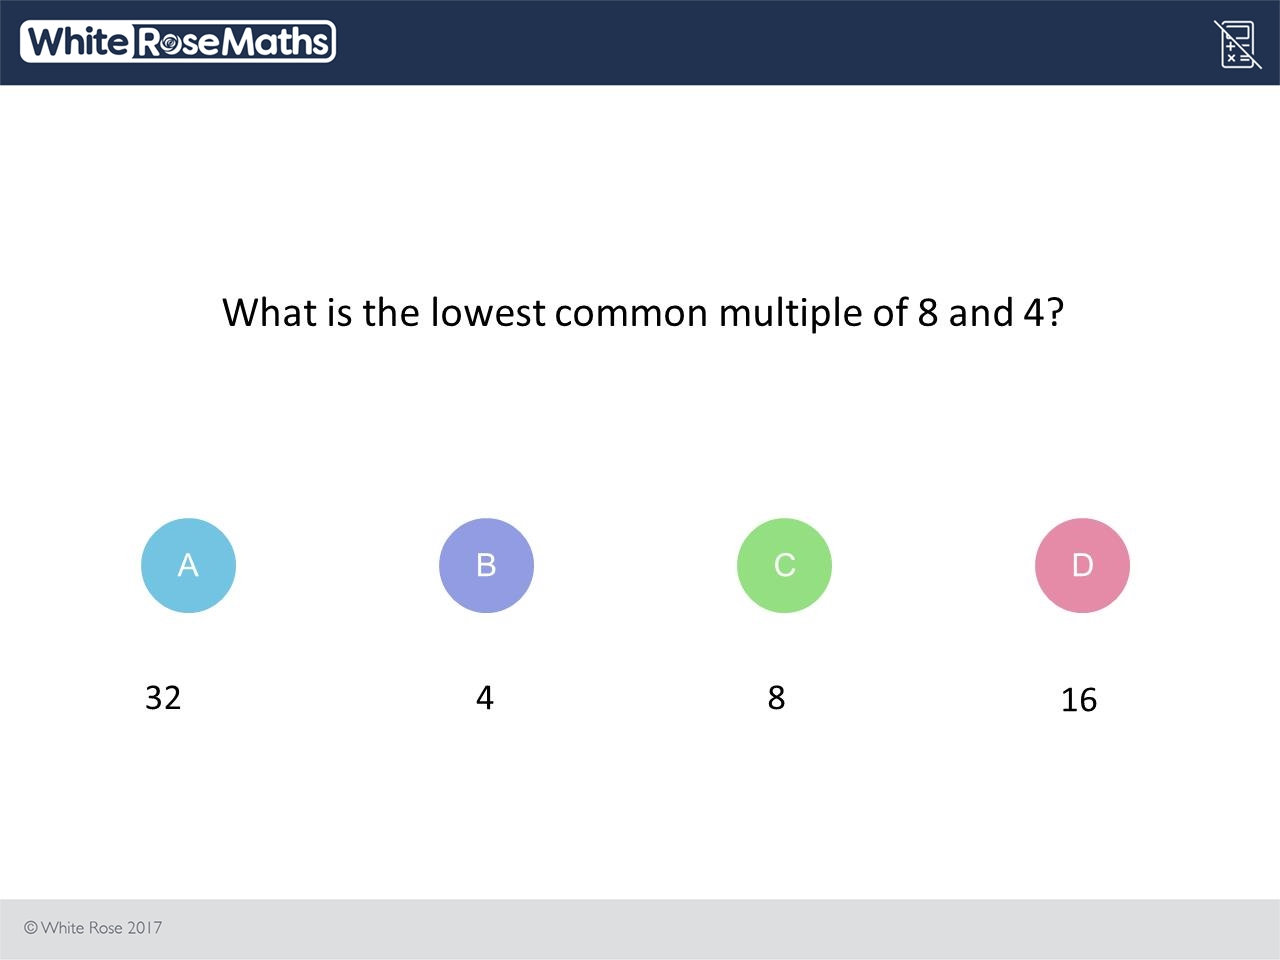 White Rose Maths
What is the lowest common multiple of 8 and 4?
A B C D
32 4 8 16
© White Rose 2017